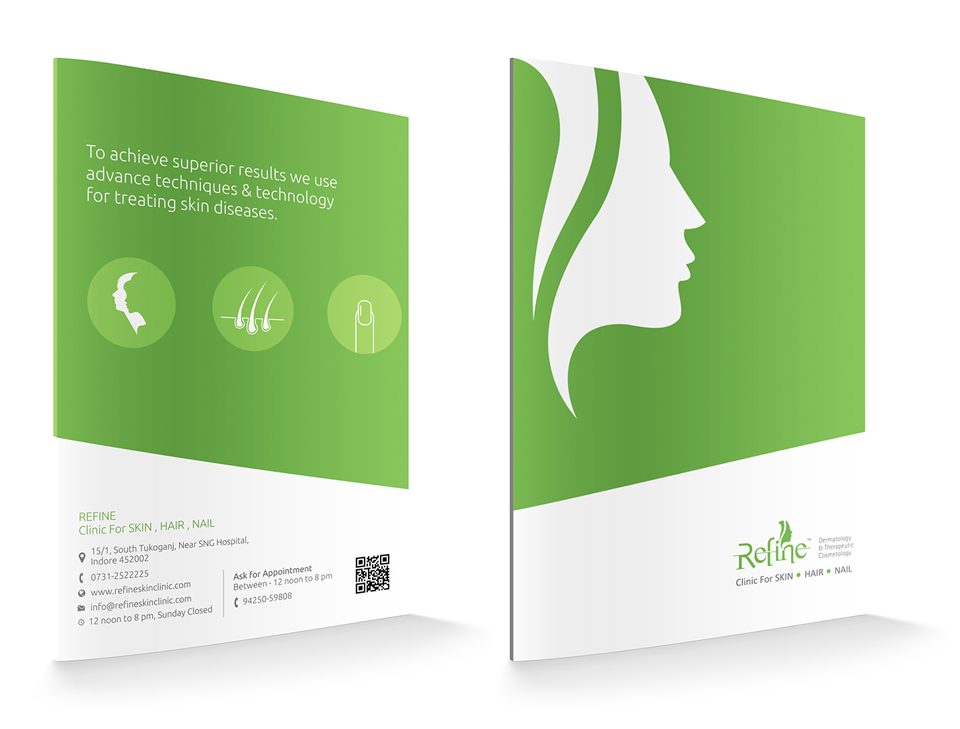 To achieve superior results we use
advance techniques & technology
for treating skin diseases.
REFINE
Clinic For SKIN , HAIR , NAIL
15/1, South Tukoganj, Near SNG Hospital,
Indore 452002
0731-2522225
www.refineskinclinic.com
info@refineskinclinic.com
12 noon to 8 pm, Sunday Closed
Ask for Appointment
Between - 12 noon to 8 pm
94250-59808
Refine™
Dermatology
& Therapeutic
Cosmetology
Clinic For SKIN • HAIR • NAIL